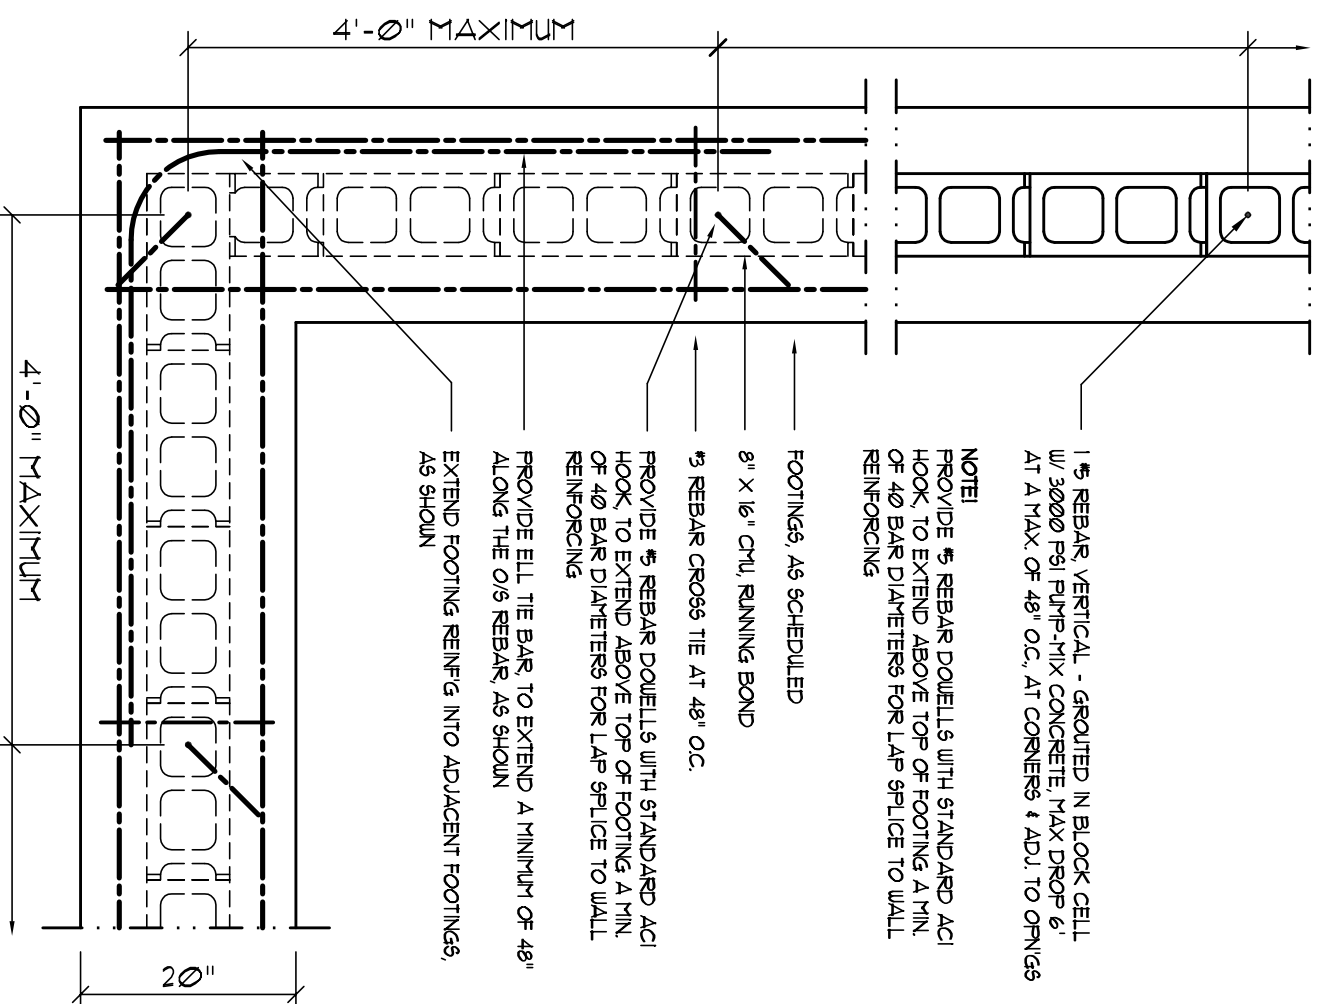 4'-0" MAXIMUM
4'-0" MAXIMUM
1 #5 REBAR, VERTICAL - GROUTED IN BLOCK CELL
W/ 3000 PSI PUMP-MIX CONCRETE, MAX DROP 6'
AT A MAX. OF 48" O.C., AT CORNERS & ADJ. TO OPN'GS
NOTE!
PROVIDE #5 REBAR DOWELLS WITH STANDARD ACI
HOOK, TO EXTEND ABOVE TOP OF FOOTING A MIN.
OF 40 BAR DIAMETERS FOR LAP SPLICE TO WALL
REINFORCING
FOOTINGS, AS SCHEDULED
8" X 16" CMU, RUNNING BOND
#3 REBAR CROSS TIE AT 48" O.C.
PROVIDE #5 REBAR DOWELLS WITH STANDARD ACI
HOOK, TO EXTEND ABOVE TOP OF FOOTING A MIN.
OF 40 BAR DIAMETERS FOR LAP SPLICE TO WALL
REINFORCING
PROVIDE ELL TIE BAR, TO EXTEND A MINIMUM OF 48"
ALONG THE O/S REBAR, AS SHOWN
EXTEND FOOTING REINF'G INTO ADJACENT FOOTINGS,
AS SHOWN
20"